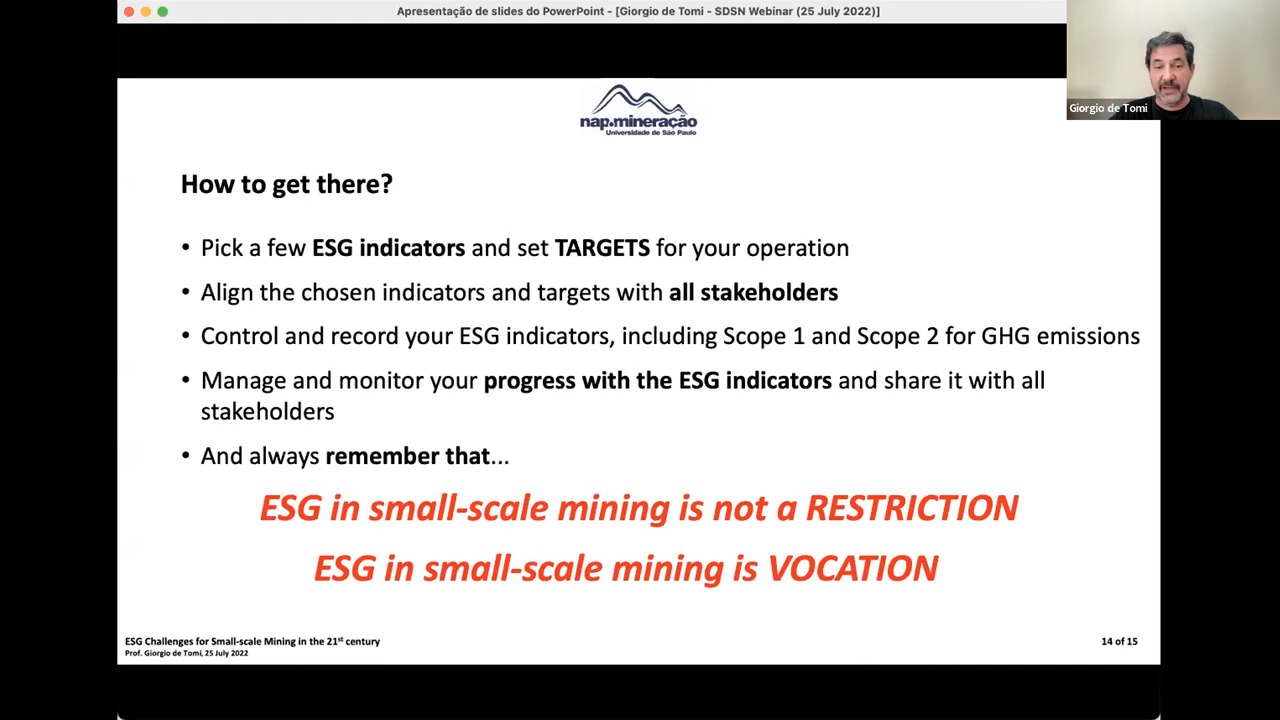 Apresentação de slides do PowerPoint - [Giorgio de Tomi - SDSN Webinar (25 July 2022)]
Giorgio de Tomi
nap.mineração
Universidade de São Paulo
How to get there?
• Pick a few ESG indicators and set TARGETS for your operation
• Align the chosen indicators and targets with all stakeholders
• Control and record your ESG indicators, including Scope 1 and Scope 2 for GHG emissions
• Manage and monitor your progress with the ESG indicators and share it with all
stakeholders
• And always remember that...
ESG in small-scale mining is not a RESTRICTION
ESG in small-scale mining is VOCATION
ESG Challenges for Small-scale Mining in the 21st century
Prof. Giorgio de Tomi, 25 July 2022
14 of 15